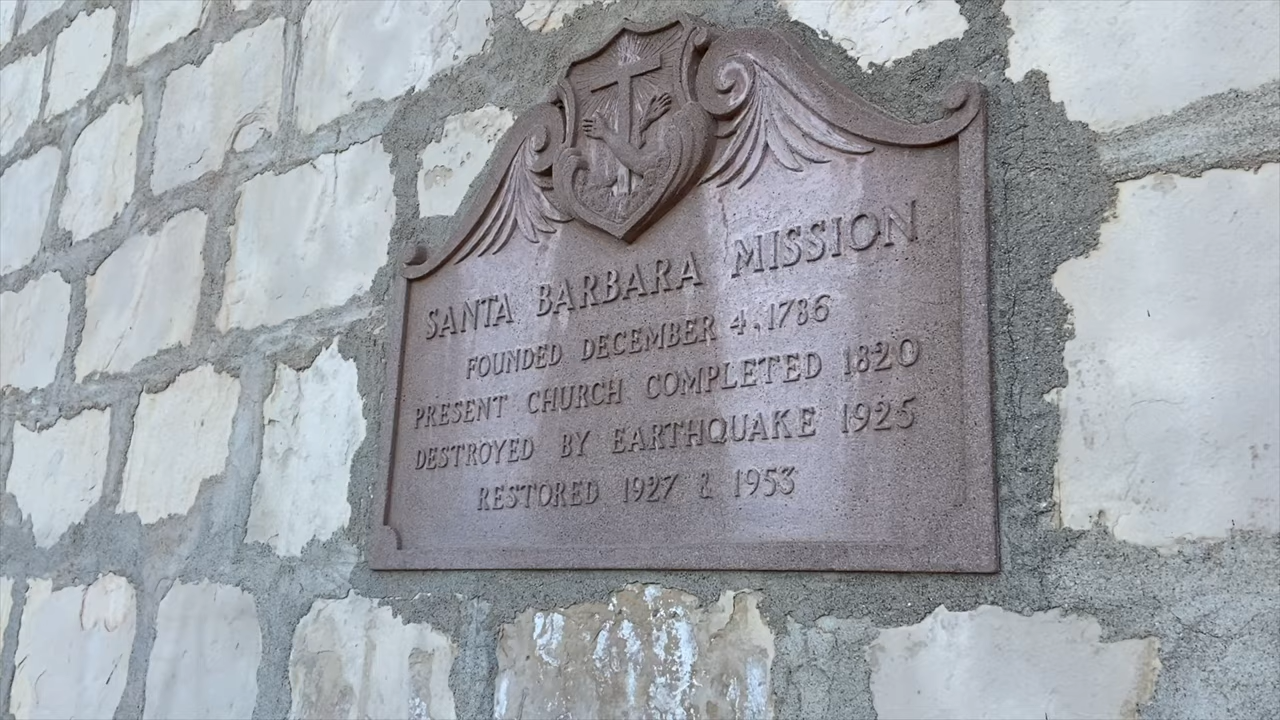 SANTA BARBARA MISSION
FOUNDED DECEMBER 4, 1786
PRESENT CHURCH COMPLETED 1820
DESTROYED BY EARTHQUAKE 1925
RESTORED 1927 & 1953